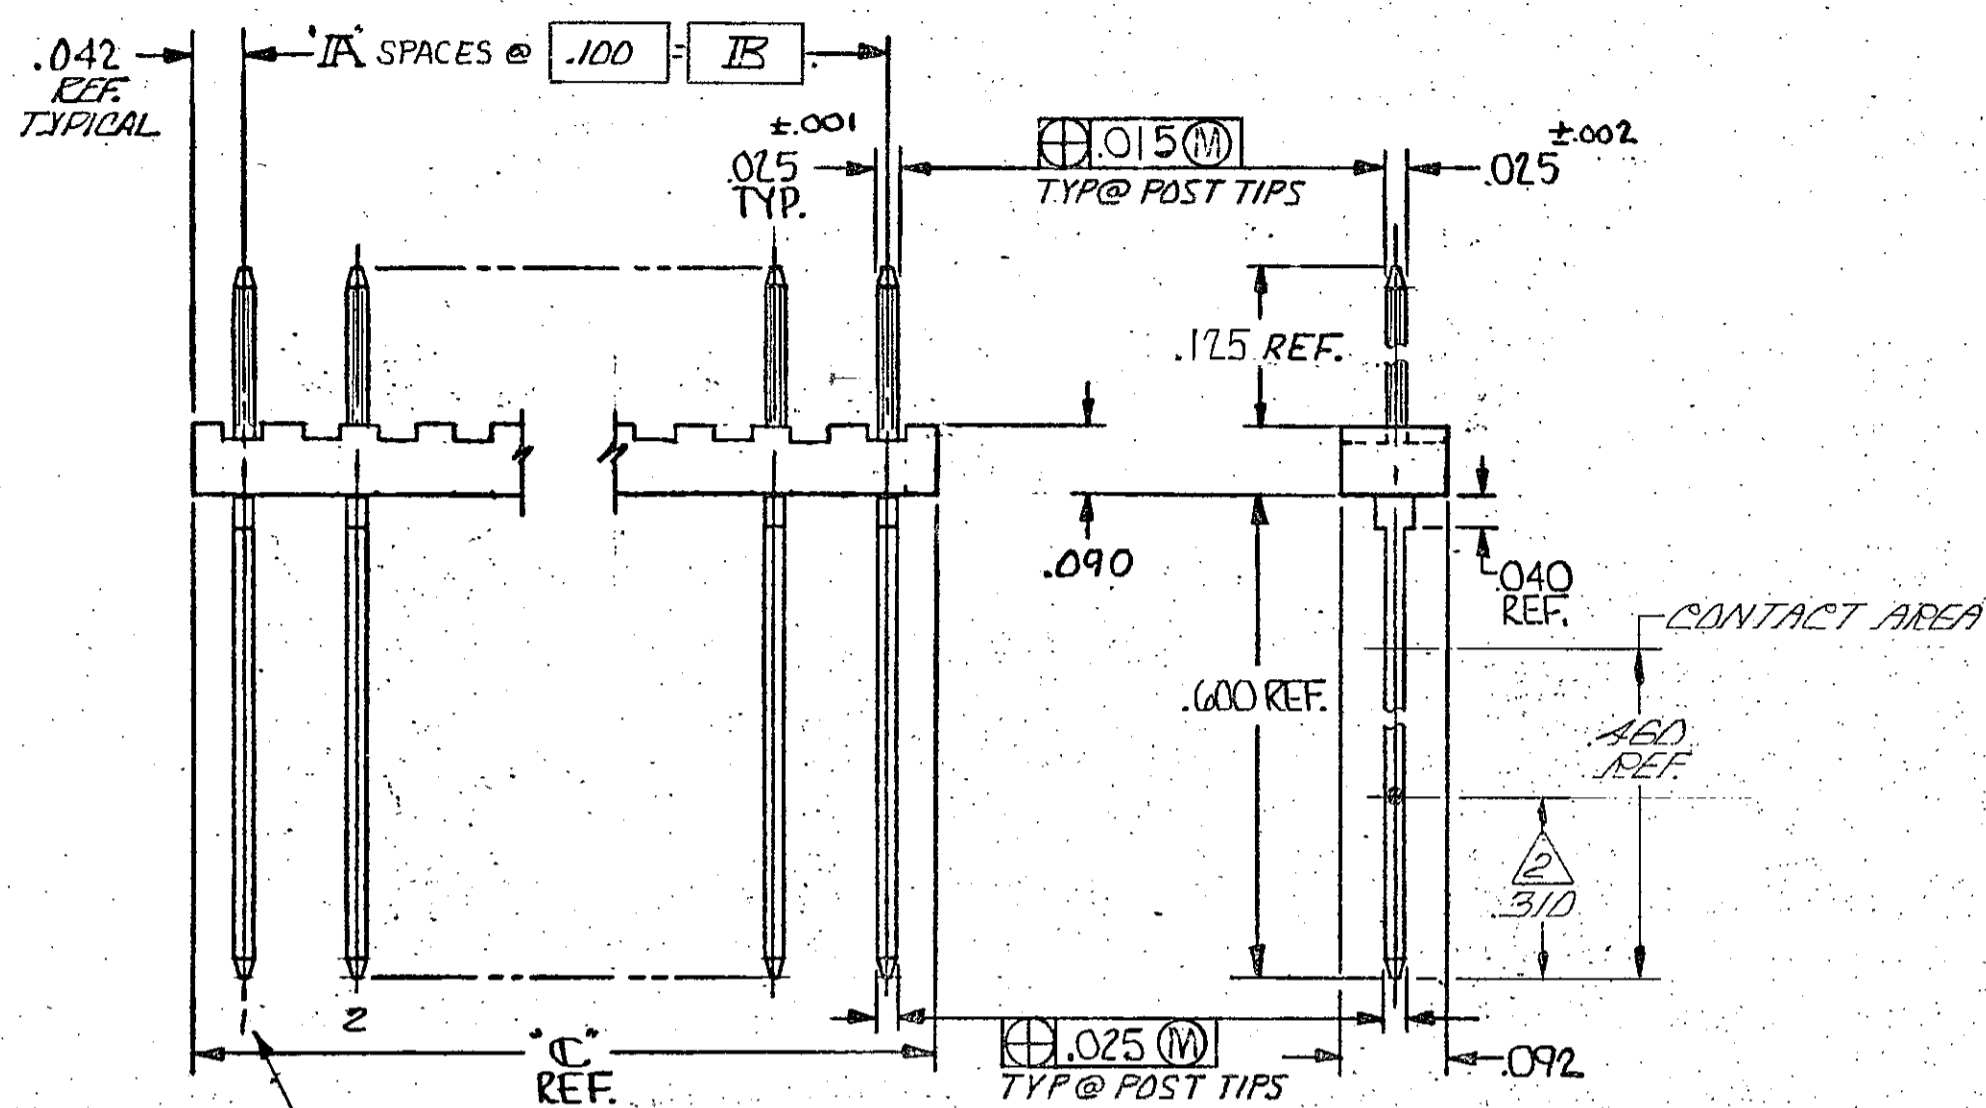 .042
REF.
TYPICAL
"A" SPACES @ .100 = B
±.001
.025
TYP.
.015 Ⓜ
TYP @ POST TIPS
±.002
.025
.125 REF.
.090
.040
REF.
CONTACT AREA
.600 REF.
.460
REF.
2
.310
1
2
"C"
REF.
.025 Ⓜ
TYP @ POST TIPS
.092